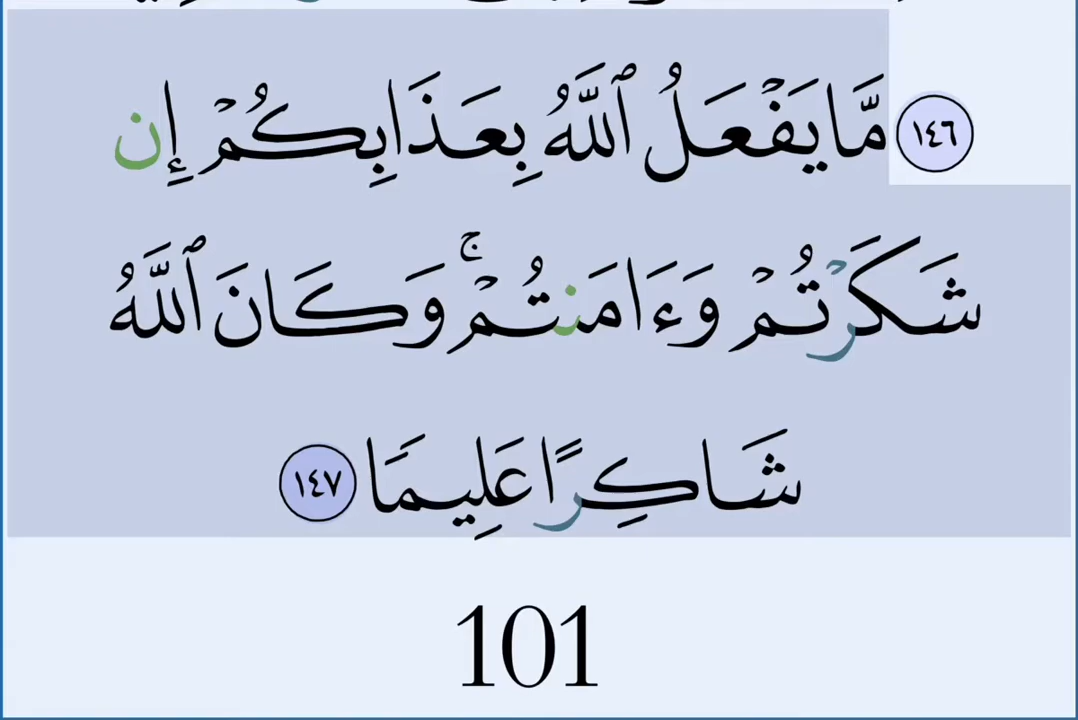 ١٤٦ مَّا يَفْعَلُ ٱللَّهُ بِعَذَابِكُمْ إِن
شَكَرْتُمْ وَءَامَنتُمْ ۚ وَكَانَ ٱللَّهُ
شَاكِرًا عَلِيمًا ١٤٧
101